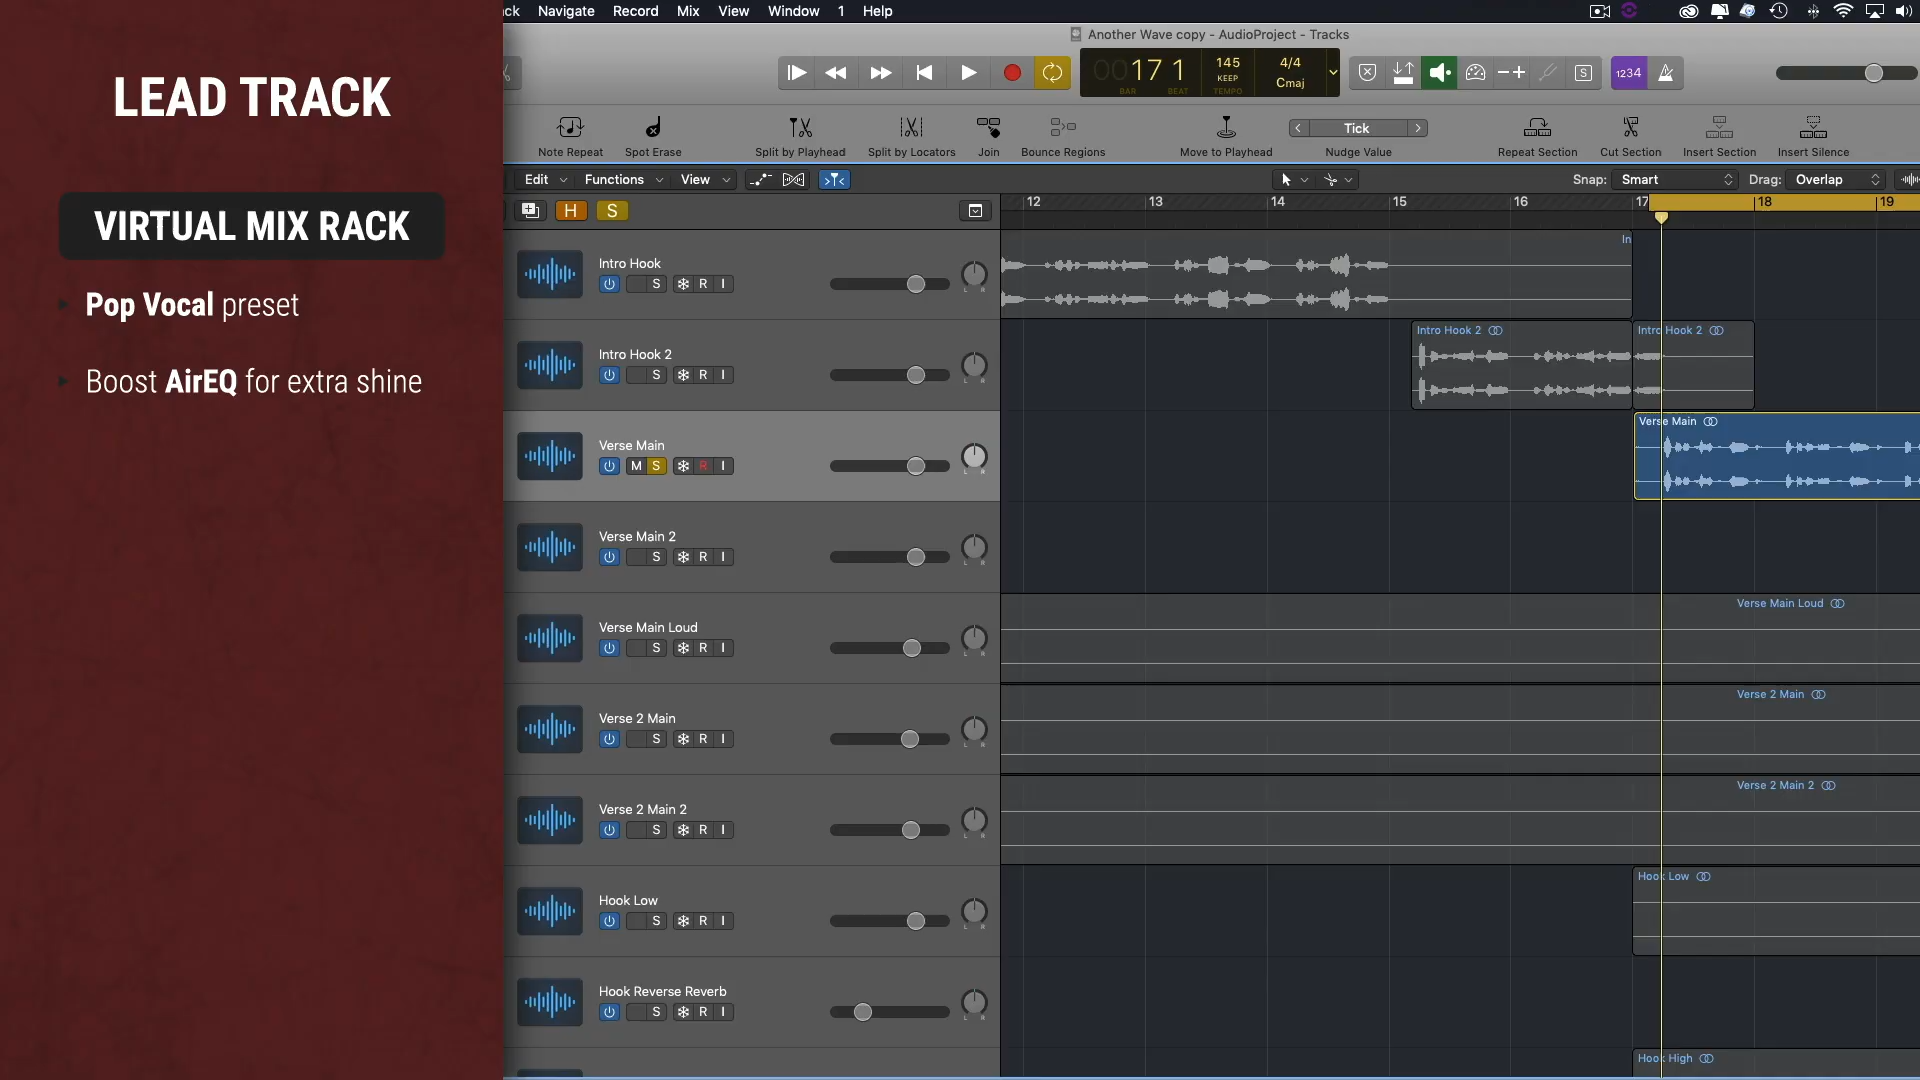 ck Navigate Record Mix View Window 1 Help
Another Wave copy - AudioProject - Tracks
LEAD TRACK
VIRTUAL MIX RACK
Pop Vocal preset
Boost AirEQ for extra shine
0017 1
BAR BEAT
145
KEEP
TEMPO
4/4
Cmaj
S
1234
Note Repeat
Spot Erase
Split by Playhead
Split by Locators
Join
Bounce Regions
Move to Playhead
Tick
Nudge Value
Repeat Section
Cut Section
Insert Section
Insert Silence
Edit Functions View
Snap: Smart Drag: Overlap
H S
12 13 14 15 16 17 18 19
Intro Hook
S R I
L R
In
Intro Hook 2
S R I
L R
Intro Hook 2
Intro Hook 2
Verse Main
M S R I
L R
Verse Main
Verse Main 2
S R I
L R
Verse Main Loud
S R I
L R
Verse Main Loud
Verse 2 Main
S R I
L R
Verse 2 Main
Verse 2 Main 2
S R I
L R
Verse 2 Main 2
Hook Low
S R I
L R
Hook Low
Hook Reverse Reverb
S R I
L R
Hook High